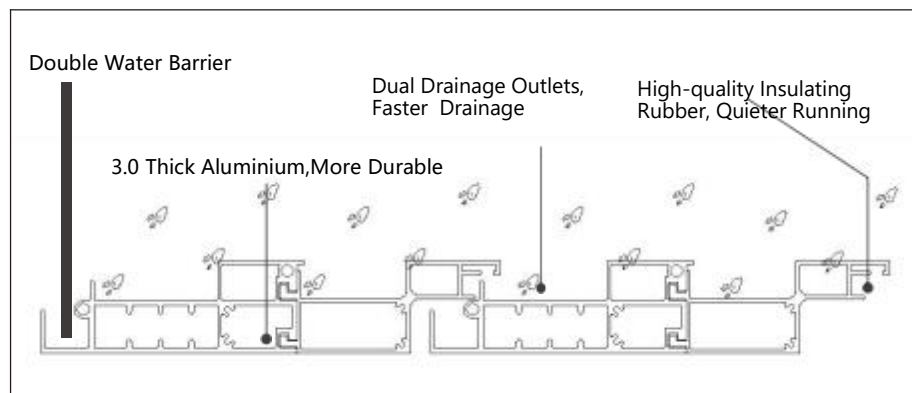 Double Water Barrier
Dual Drainage Outlets,
Faster  Drainage
High-quality Insulating
Rubber, Quieter Running
3.0 Thick Aluminium,More Durable